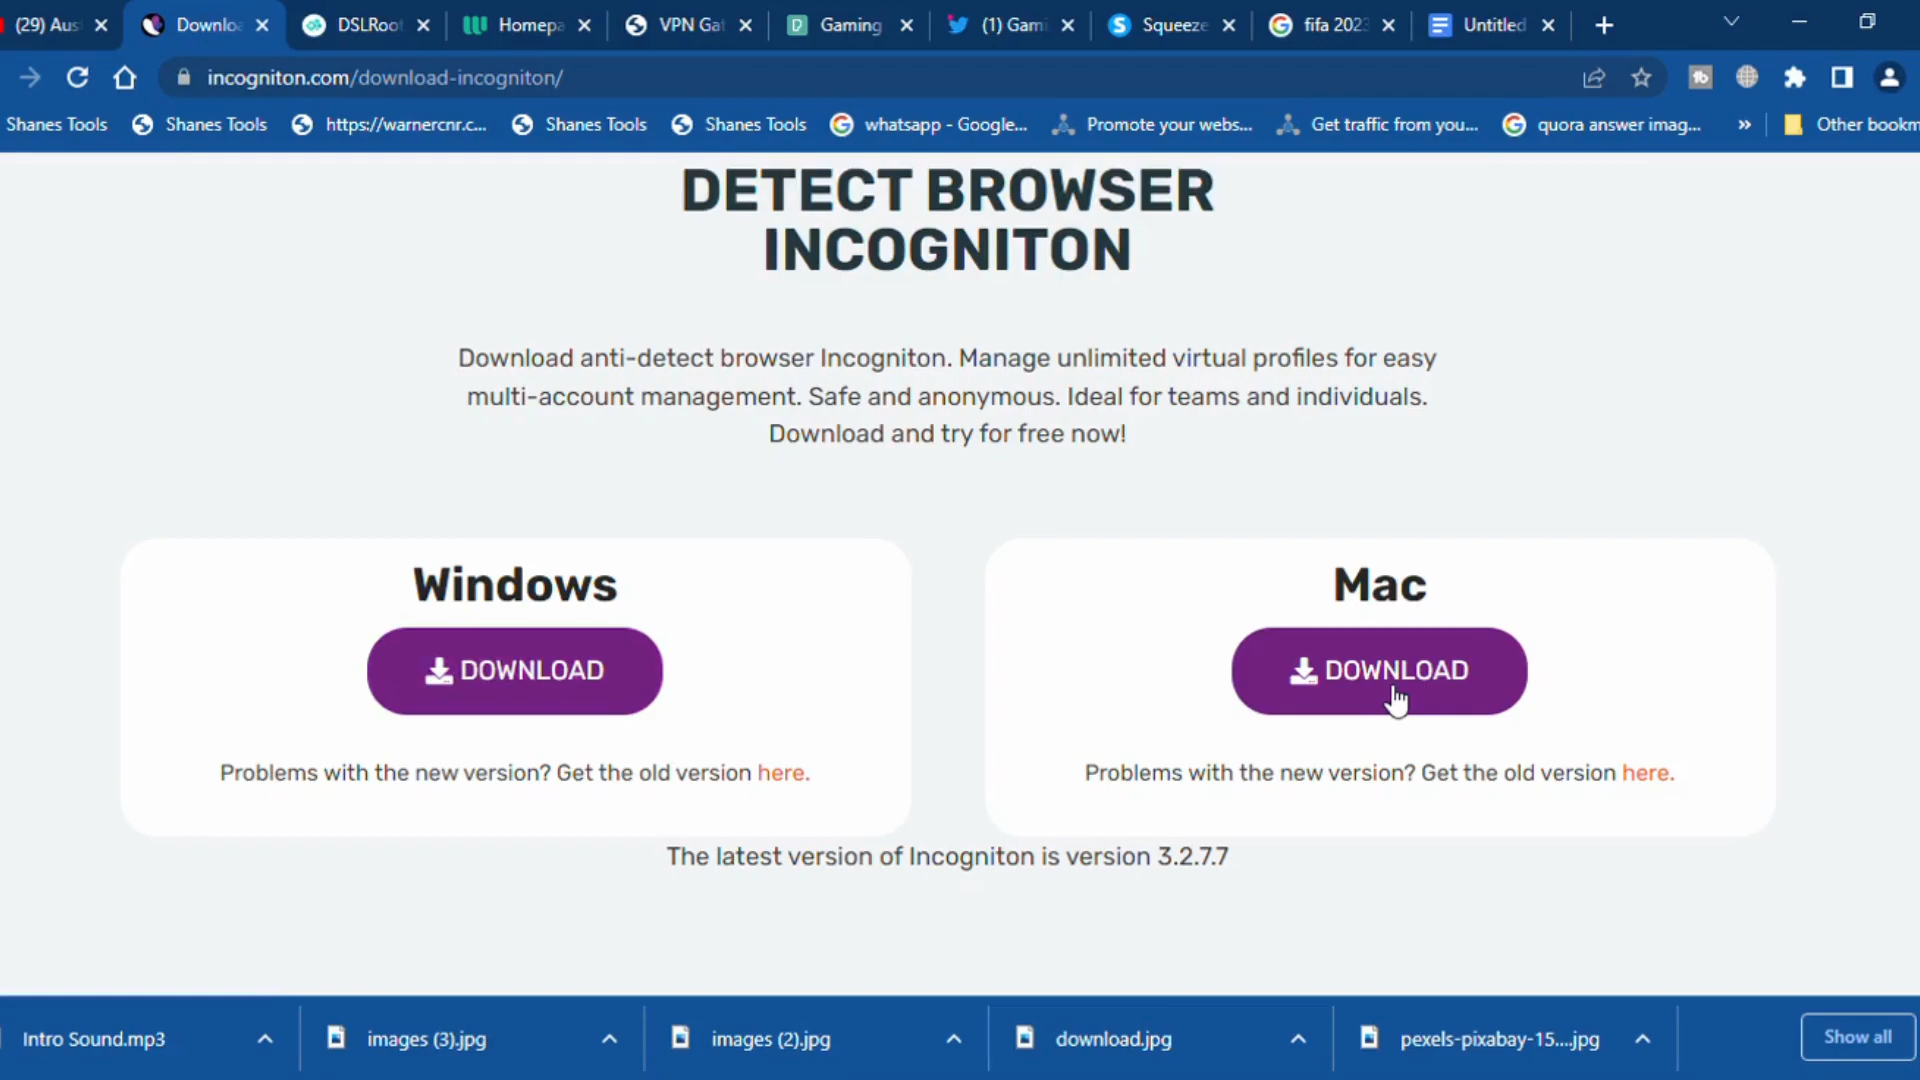 (29) Aus
Downloa
DSLRoot
Homepa
VPN Gat
Gaming
(1) Gami
Squeeze
fifa 2023
Untitled
incogniton.com/download-incogniton/
Shanes Tools
Shanes Tools
https://warnercnr.c...
Shanes Tools
Shanes Tools
whatsapp - Google...
Promote your webs...
Get traffic from you...
quora answer imag...
»
Other bookm
DETECT BROWSER
INCOGNITON
Download anti-detect browser Incogniton. Manage unlimited virtual profiles for easy
multi-account management. Safe and anonymous. Ideal for teams and individuals.
Download and try for free now!
Windows
DOWNLOAD
Problems with the new version? Get the old version here.
Mac
DOWNLOAD
Problems with the new version? Get the old version here.
The latest version of Incogniton is version 3.2.7.7
Intro Sound.mp3
images (3).jpg
images (2).jpg
download.jpg
pexels-pixabay-15....jpg
Show all